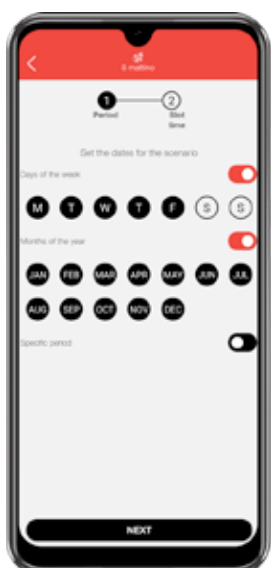 Il mattino
1 2
Period Slot
time
Set the dates for the scenario
Days of the week
M T W T F S S
Months of the year
JAN FEB MAR APR MAY JUN JUL
AUG SEP OCT NOV DEC
Specific period
NEXT